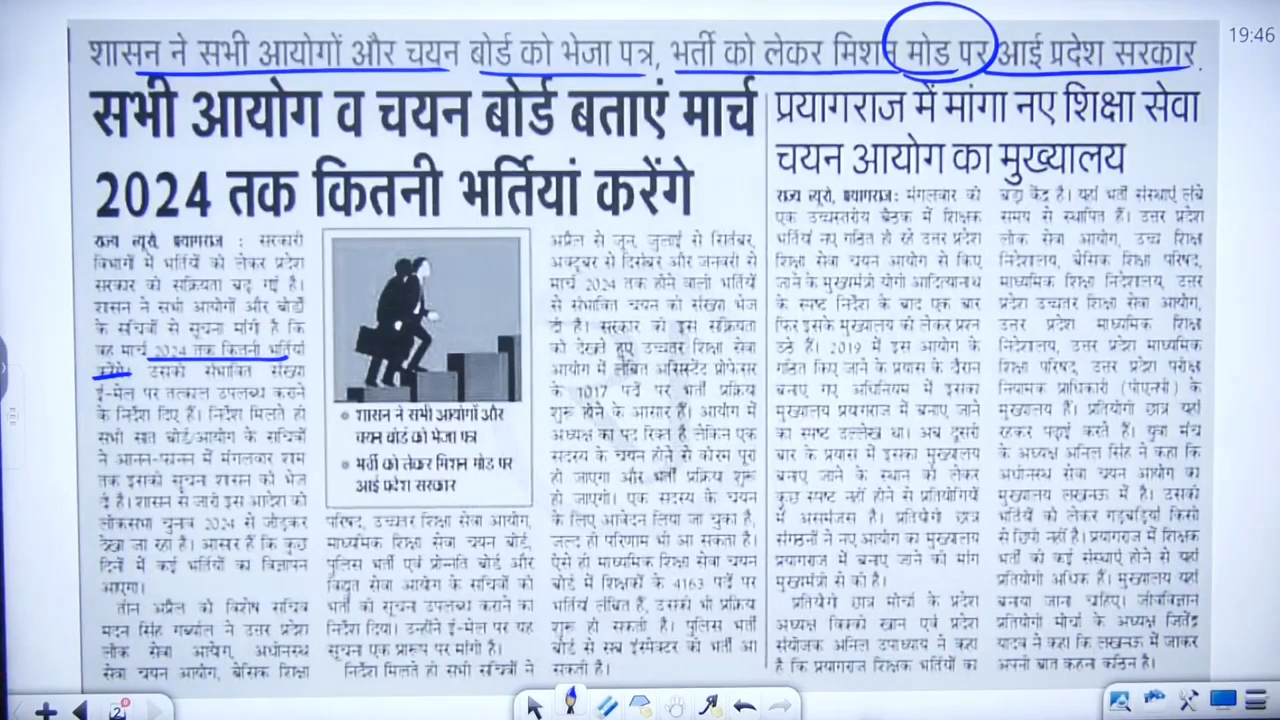 19:46
शासन ने सभी आयोगों और चयन बोर्ड को भेजा पत्र, भर्ती को लेकर मिशन मोड पर आई प्रदेश सरकार.
सभी आयोग व चयन बोर्ड बताएं मार्च
2024 तक कितनी भर्तियां करेंगे
राज्य ब्यूरो, प्रयागराज : सरकारी
विभागों में भर्तियों को लेकर प्रदेश
सरकार की सक्रियता बढ़ गई है।
शासन ने सभी आयोगों और बोर्डों
के सचिवों से सूचना मांगी है कि
वह मार्च 2024 तक कितनी भर्तियां
करेंगे। उसकी संभावित संख्या
ई-मेल पर तत्काल उपलब्ध कराने
के निर्देश दिए हैं। निर्देश मिलते ही
सभी सात बोर्ड/आयोग के सचिवों
ने आनन-फानन में मंगलवार शाम
तक इसकी सूचना शासन को भेज
दी है। शासन से जारी इस आदेश को
लोकसभा चुनाव 2024 से जोड़कर
देखा जा रहा है। आसार हैं कि कुछ
दिनों में कई भर्तियों का विज्ञापन
आएगा।
तीन अप्रैल को विशेष सचिव
मदन सिंह गर्ब्याल ने उत्तर प्रदेश
लोक सेवा आयोग, अधीनस्थ
सेवा चयन आयोग, बेसिक शिक्षा
शासन ने सभी आयोगों और
चयन बोर्ड को भेजा पत्र
भर्ती को लेकर मिशन मोड पर
आई प्रदेश सरकार
परिषद, उच्चतर शिक्षा सेवा आयोग,
माध्यमिक शिक्षा सेवा चयन बोर्ड,
पुलिस भर्ती एवं प्रोन्नति बोर्ड और
विद्युत सेवा आयोग के सचिवों को
भर्ती की सूचना उपलब्ध कराने का
निर्देश दिया। उन्होंने ई-मेल पर यह
सूचना एक प्रारूप पर मांगी है।
निर्देश मिलते ही सभी सचिवों ने
अप्रैल से जून, जुलाई से सितंबर,
अक्टूबर से दिसंबर और जनवरी से
मार्च 2024 तक होने वाली भर्तियों
से संभावित चयन की संख्या भेज
दी है। सरकार की इस सक्रियता
को देखते हुए उच्चतर शिक्षा सेवा
आयोग में लंबित असिस्टेंट प्रोफेसर
के 1017 पदों पर भर्ती प्रक्रिया
शुरू होने के आसार हैं। आयोग में
अध्यक्ष का पद रिक्त है लेकिन एक
सदस्य के चयन होने से कोरम पूरा
हो जाएगा और भर्ती प्रक्रिया शुरू
हो जाएगी। एक सदस्य के चयन
के लिए आवेदन लिया जा चुका है,
जल्द ही परिणाम भी आ सकता है।
ऐसे ही माध्यमिक शिक्षा सेवा चयन
बोर्ड में शिक्षकों के 4163 पदों पर
भर्तियां लंबित हैं, उसकी भी प्रक्रिया
शुरू हो सकती है। पुलिस भर्ती
बोर्ड से सब इंस्पेक्टर की भर्ती आ
सकती है।
प्रयागराज में मांगा नए शिक्षा सेवा
चयन आयोग का मुख्यालय
राज्य ब्यूरो, प्रयागराज: मंगलवार को
एक उच्चस्तरीय बैठक में शिक्षक
भर्तियां नए गठित हो रहे उत्तर प्रदेश
शिक्षा सेवा चयन आयोग से किए
जाने के मुख्यमंत्री योगी आदित्यनाथ
के स्पष्ट निर्देश के बाद एक बार
फिर इसके मुख्यालय को लेकर प्रश्न
उठे हैं। 2019 में इस आयोग के
गठित किए जाने के प्रयास के दौरान
बनाए गए अधिनियम में इसका
मुख्यालय प्रयागराज में बनाए जाने
का स्पष्ट उल्लेख था। अब दूसरी
बार के प्रयास में इसका मुख्यालय
बनाए जाने के स्थान को लेकर
कुछ स्पष्ट नहीं होने से प्रतियोगियों
में असमंजस है। प्रतियोगी छात्र
संगठनों ने नए आयोग का मुख्यालय
प्रयागराज में बनाए जाने की मांग
मुख्यमंत्री से की है।
प्रतियोगी छात्र मोर्चा के प्रदेश
अध्यक्ष विक्की खान एवं प्रदेश
संयोजक अनिल उपाध्याय ने कहा
है कि प्रयागराज शिक्षक भर्तियों का
बड़ा केंद्र है। यहां भर्ती संस्थाएं लंबे
समय से स्थापित हैं। उत्तर प्रदेश
लोक सेवा आयोग, उच्च शिक्षा
निदेशालय, बेसिक शिक्षा परिषद,
माध्यमिक शिक्षा निदेशालय, उत्तर
प्रदेश उच्चतर शिक्षा सेवा आयोग,
उत्तर प्रदेश माध्यमिक शिक्षा
निदेशालय, उत्तर प्रदेश माध्यमिक
शिक्षा परिषद, उत्तर प्रदेश परीक्षा
नियामक प्राधिकारी (पीएनपी) के
मुख्यालय हैं। प्रतियोगी छात्र यहां
रहकर पढ़ाई करते हैं। युवा मंच
के अध्यक्ष अनिल सिंह ने कहा कि
अधीनस्थ सेवा चयन आयोग का
मुख्यालय लखनऊ में है। उसकी
भर्तियों को लेकर गड़बड़ियां किसी
से छिपी नहीं है। प्रयागराज में शिक्षक
भर्ती की कई संस्थाएं होने से यहां
प्रतियोगी अधिक हैं। मुख्यालय यहां
बनाया जाना चाहिए। जीवविज्ञान
प्रतियोगी मोर्चा के अध्यक्ष जितेंद्र
यादव ने कहा कि लखनऊ में जाकर
अपनी बात कहना कठिन है।
2